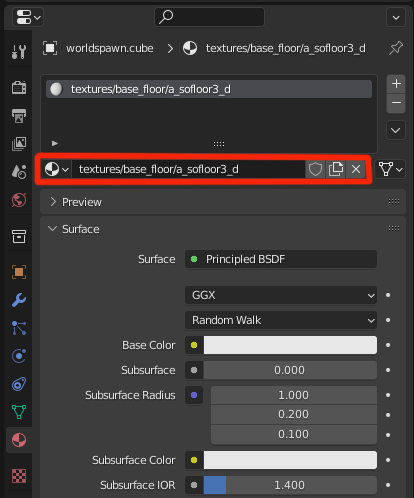 worldspawn.cube > textures/base_floor/a_sofloor3_d
textures/base_floor/a_sofloor3_d
textures/base_floor/a_sofloor3_d
Preview
Surface
Surface Principled BSDF
GGX
Random Walk
Base Color
Subsurface 0.000
Subsurface Radius 1.000
0.200
0.100
Subsurface Color
Subsurface IOR 1.400